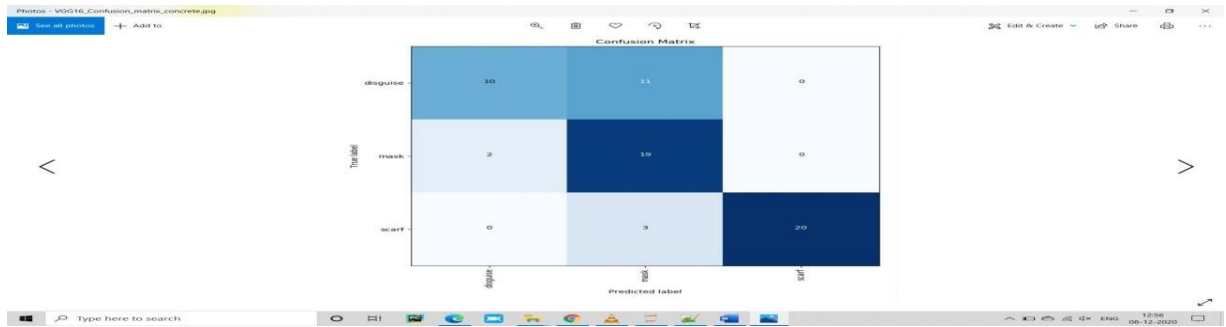 Photos - VGG16_Confusion_matrix_concrete.jpg
See all photos + Add to Edit & Create Share
Confusion Matrix
disguise 10 11 0
True label
mask 2 19 0
scarf 0 3 20
disguise mask scarf
Predicted label
Type here to search ENG 12:56
08-12-2020